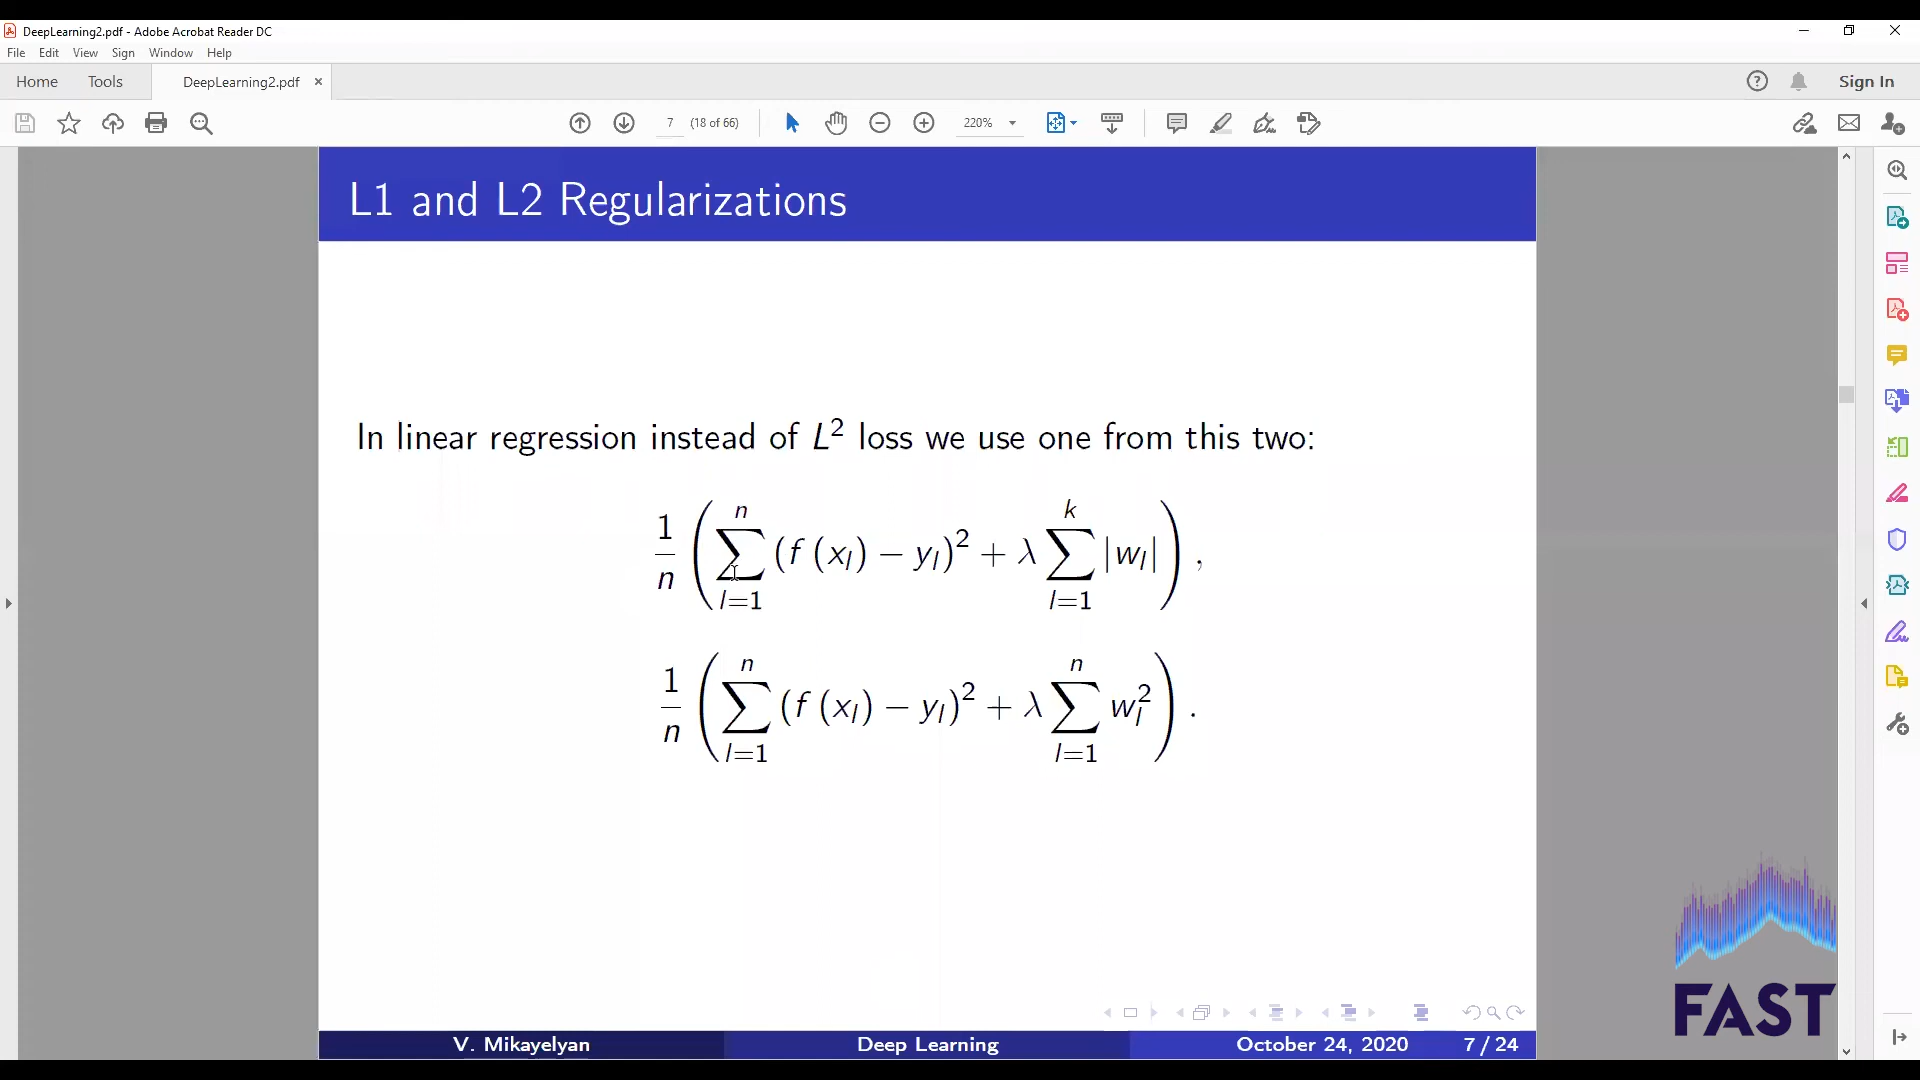 DeepLearning2.pdf - Adobe Acrobat Reader DC
File Edit View Sign Window Help
Home Tools DeepLearning2.pdf × Sign In
7 (18 of 66) 220%
L1 and L2 Regularizations
In linear regression instead of L² loss we use one from this two:
1/n ( ∑_{l=1}^{n} (f (x_l) − y_l)² + λ ∑_{l=1}^{k} |w_l| ) ,
1/n ( ∑_{l=1}^{n} (f (x_l) − y_l)² + λ ∑_{l=1}^{n} w_l² ) .
FAST
V. Mikayelyan Deep Learning October 24, 2020 7 / 24